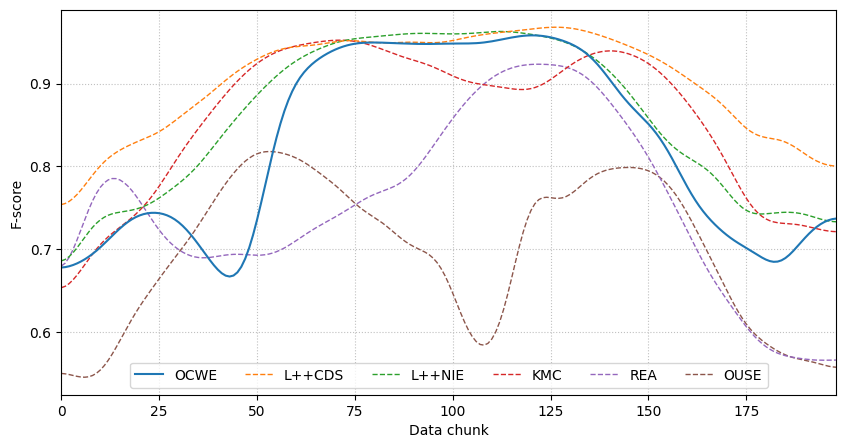 F-score
0.9
0.8
0.7
0.6
OCWE L++CDS L++NIE KMC REA OUSE
0 25 50 75 100 125 150 175
Data chunk